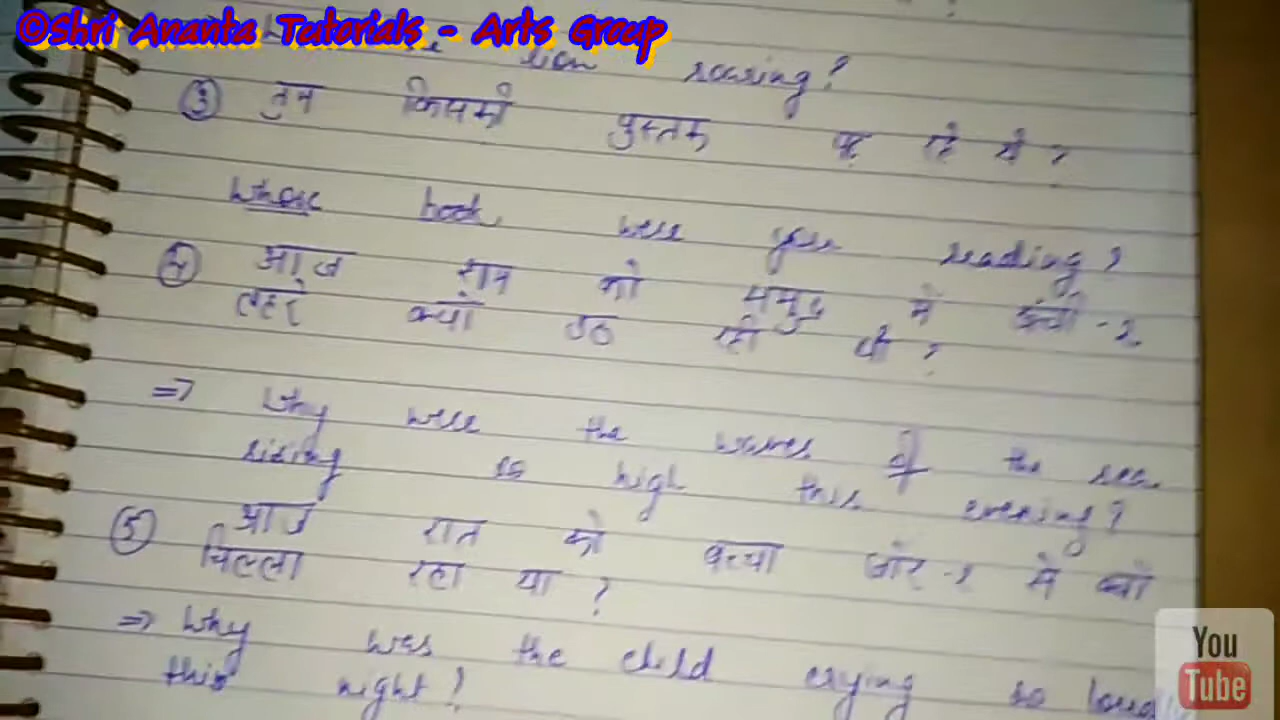 ©Shri Ananta Tutorials - Arts Group
lion roaring?
③ तुम किसकी पुस्तक पढ़ रहे थे ?
Whose book were you reading?
④ आज रात को समुद्र में ऊंची -2
लहरें क्यों उठ रही थी ?
=> Why were the waves of the sea
rising so high this evening?
⑤ आज रात को बच्चा जोर -2 से क्यों
चिल्ला रहा था ?
=> Why was the child crying so
this night?
You
Tube